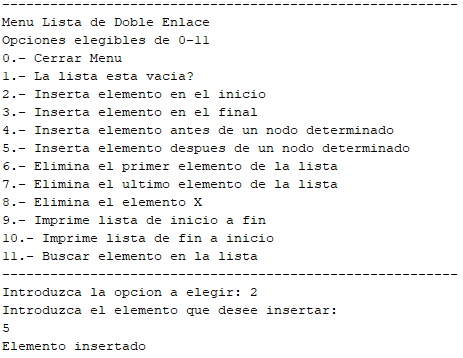 ---------------------------------------------------------
Menu Lista de Doble Enlace
Opciones elegibles de 0-11
0.- Cerrar Menu
1.- La lista esta vacia?
2.- Inserta elemento en el inicio
3.- Inserta elemento en el final
4.- Inserta elemento antes de un nodo determinado
5.- Inserta elemento despues de un nodo determinado
6.- Elimina el primer elemento de la lista
7.- Elimina el ultimo elemento de la lista
8.- Elimina el elemento X
9.- Imprime lista de inicio a fin
10.- Imprime lista de fin a inicio
11.- Buscar elemento en la lista
---------------------------------------------------------
Introduzca la opcion a elegir: 2
Introduzca el elemento que desee insertar:
5
Elemento insertado